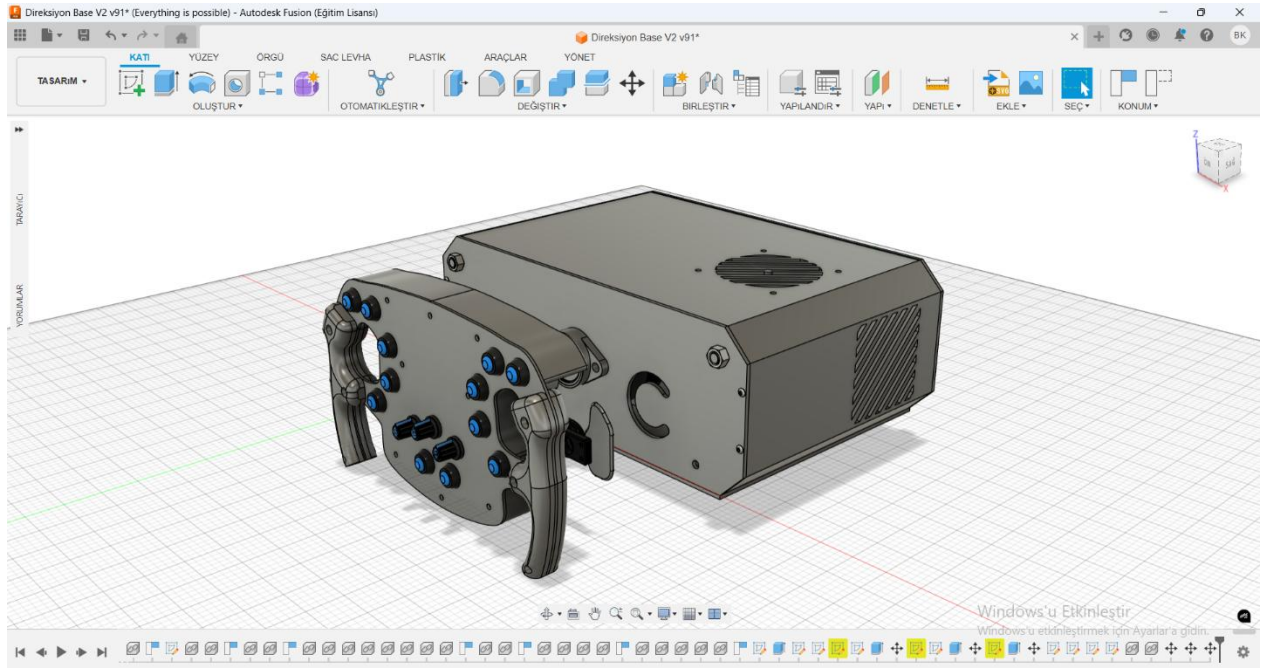 Direksiyon Base V2 v91* (Everything is possible) - Autodesk Fusion (Eğitim Lisansı)
Direksiyon Base V2 v91*
BK
KATI YÜZEY ÖRGÜ SAC LEVHA PLASTİK ARAÇLAR YÖNET
TASARIM
OLUŞTUR
OTOMATİKLEŞTİR
DEĞİŞTİR
BİRLEŞTİR
YAPILANDIR
YAPI
DENETLE
EKLE
SEÇ
KONUM
TARAYICI
YORUMLAR
Z
X
Windows'u Etkinleştir
Windows'u etkinleştirmek için Ayarlar'a gidin.